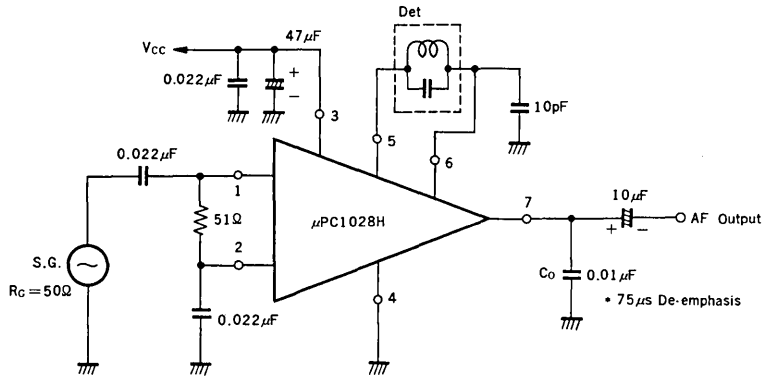 Det
Vcc
47μF
0.022μF
+
−
3
5
6
10pF
0.022μF
1
51Ω
2
μPC1028H
7
10μF
+
−
AF Output
S.G.
RG=50Ω
0.022μF
4
Co
0.01μF
* 75μs De-emphasis